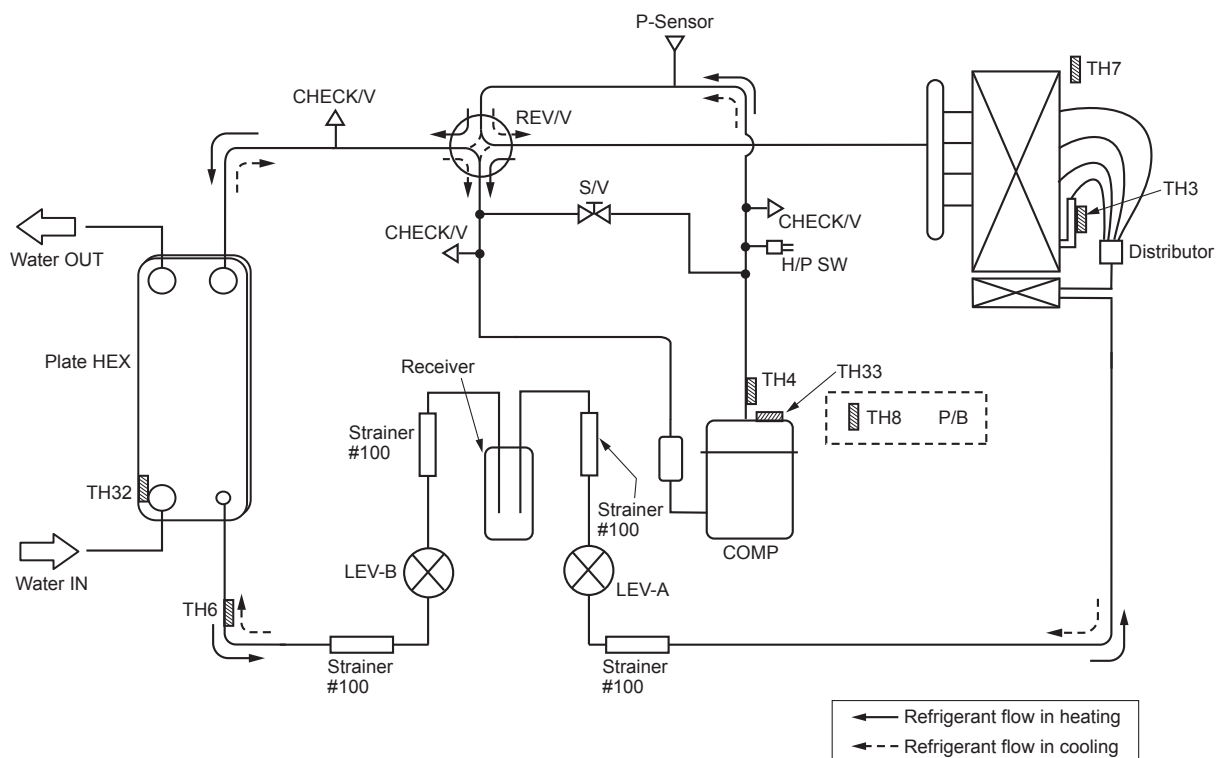 P-Sensor
TH7
CHECK/V
REV/V
TH3
S/V
CHECK/V
CHECK/V
Water OUT
H/P SW
Distributor
Plate HEX
Receiver
TH4
TH33
TH8 P/B
Strainer
#100
TH32
Strainer
#100
COMP
Water IN
LEV-B
LEV-A
TH6
Strainer
#100
Strainer
#100
Refrigerant flow in heating
Refrigerant flow in cooling